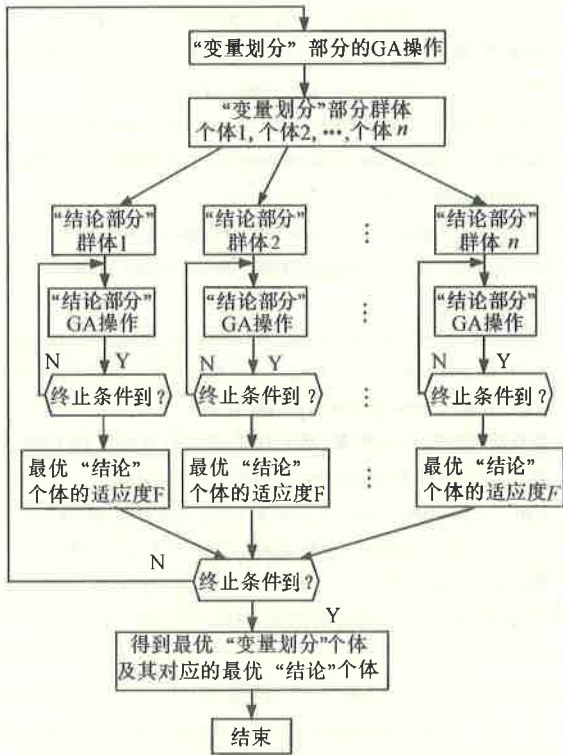 “变量划分” 部分的GA操作
“变量划分”部分群体
个体1, 个体2, …, 个体 n
“结论部分”
群体1
“结论部分”
群体2
⋮
“结论部分”
群体 n
“结论部分”
GA操作
“结论部分”
GA操作
⋮
“结论部分”
GA操作
N
Y
N
Y
N
Y
终止条件到？
终止条件到？
⋮
终止条件到？
最优 “结论”
个体的适应度F
最优 “结论”
个体的适应度F
⋮
最优 “结论”
个体的适应度F
N
终止条件到？
Y
得到最优 “变量划分”个体
及其对应的最优 “结论”个体
结束